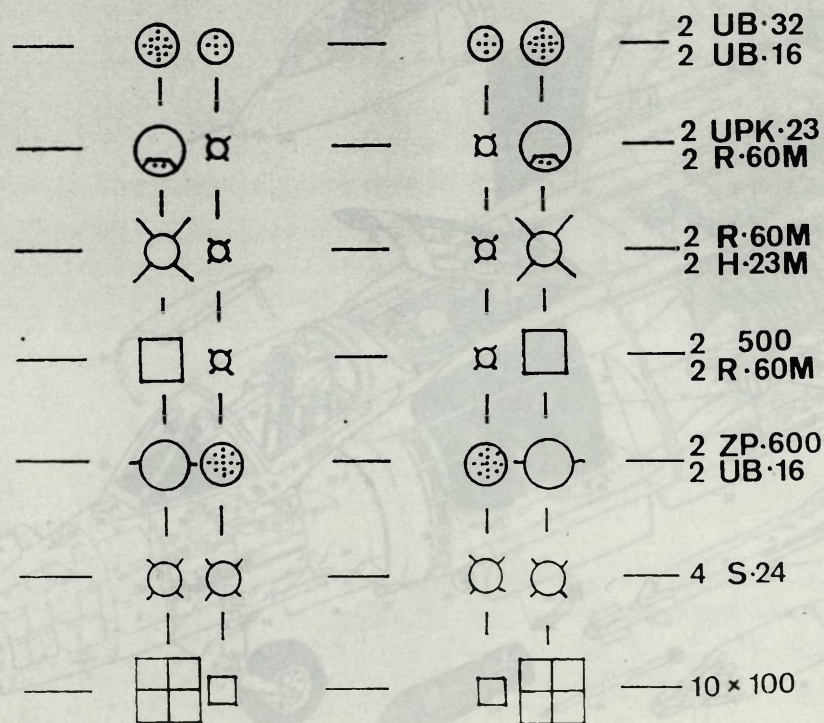 2 UB·32
2 UB·16
2 UPK·23
2 R·60M
2 R·60M
2 H·23M
2 500
2 R·60M
2 ZP·600
2 UB·16
4 S·24
10 × 100